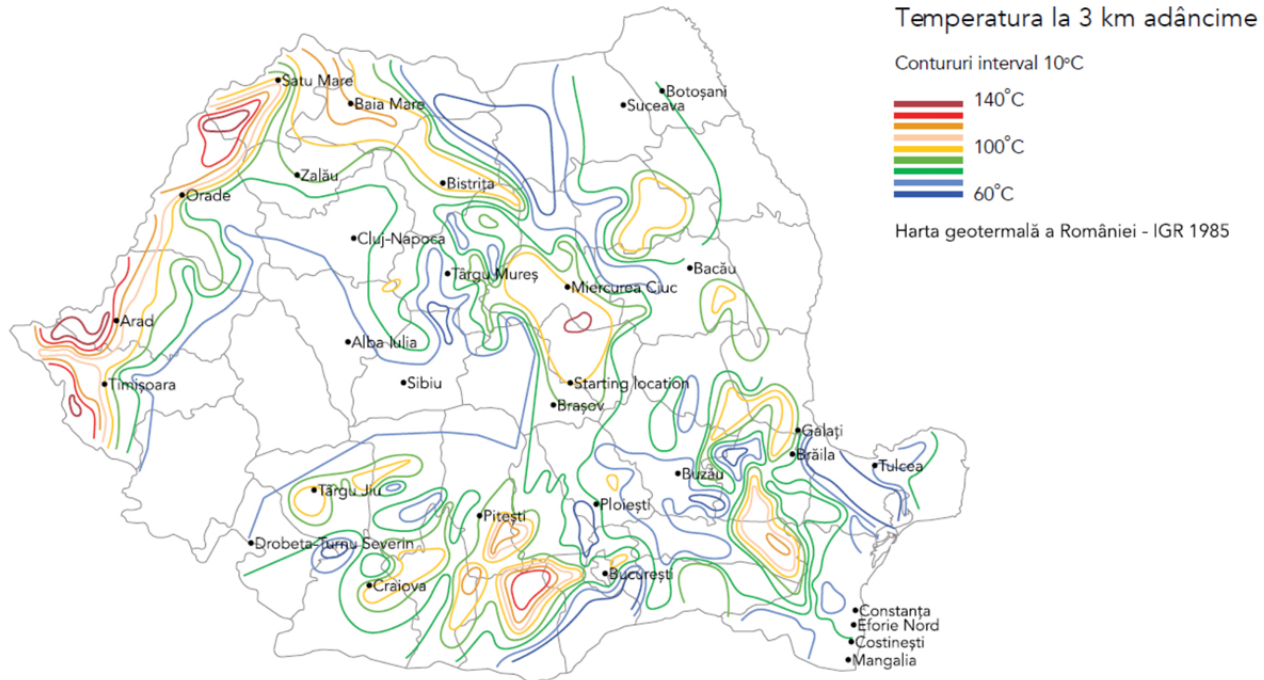 Temperatura la 3 km adâncime
Contururi interval 10°C
140°C
100°C
60°C
Harta geotermală a României - IGR 1985
Satu Mare
Baia Mare
Botoșani
Suceava
Zalău
Bistrița
Orade
Cluj-Napoca
Târgu Mureș
Bacău
Miercurea Ciuc
Arad
Alba Iulia
Timișoara
Sibiu
Starting location
Brașov
Galați
Brăila
Tulcea
Buzău
Târgu Jiu
Ploiești
Pitești
Drobeta-Turnu Severin
București
Craiova
Constanța
Eforie Nord
Costinești
Mangalia